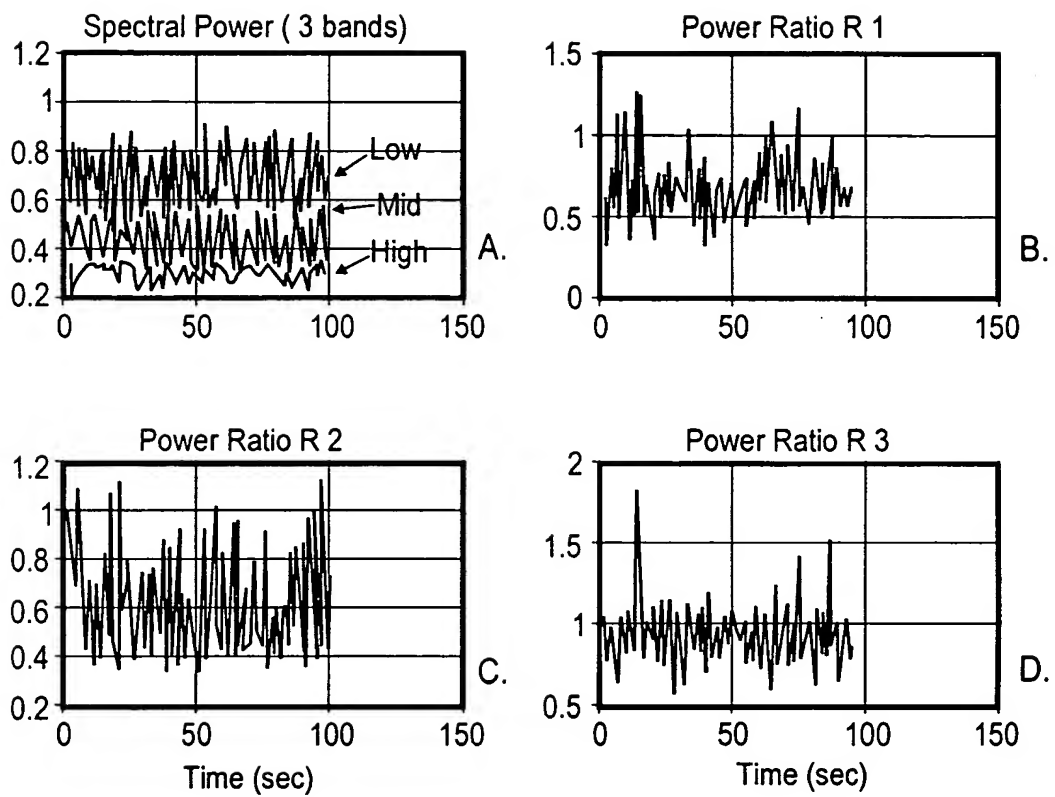 Spectral Power ( 3 bands)
1.2
1
0.8
0.6
0.4
0.2
Low
Mid
High
0 50 100 150
A.
Power Ratio R 1
1.5
1
0.5
0
0 50 100 150
B.
Power Ratio R 2
1.2
1
0.8
0.6
0.4
0.2
0 50 100 150
Time (sec)
C.
Power Ratio R 3
2
1.5
1
0.5
0 50 100 150
Time (sec)
D.